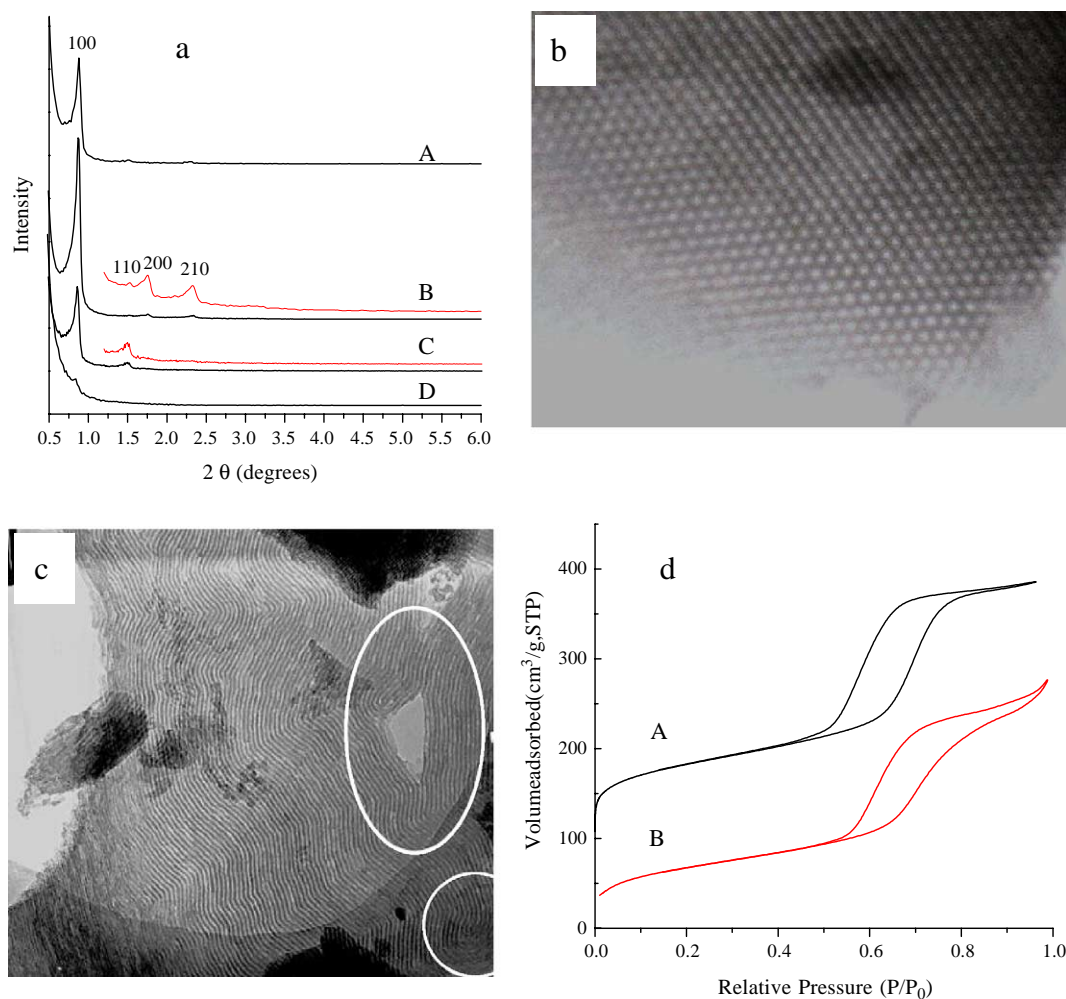 a
100
A
110 200 210
B
C
D
Intensity
0.5 1.0 1.5 2.0 2.5 3.0 3.5 4.0 4.5 5.0 5.5 6.0
2 θ (degrees)
b
c
d
400
300
200
100
0
A
B
Volumeadsorbed(cm³/g,STP)
0.0 0.2 0.4 0.6 0.8 1.0
Relative Pressure (P/P₀)